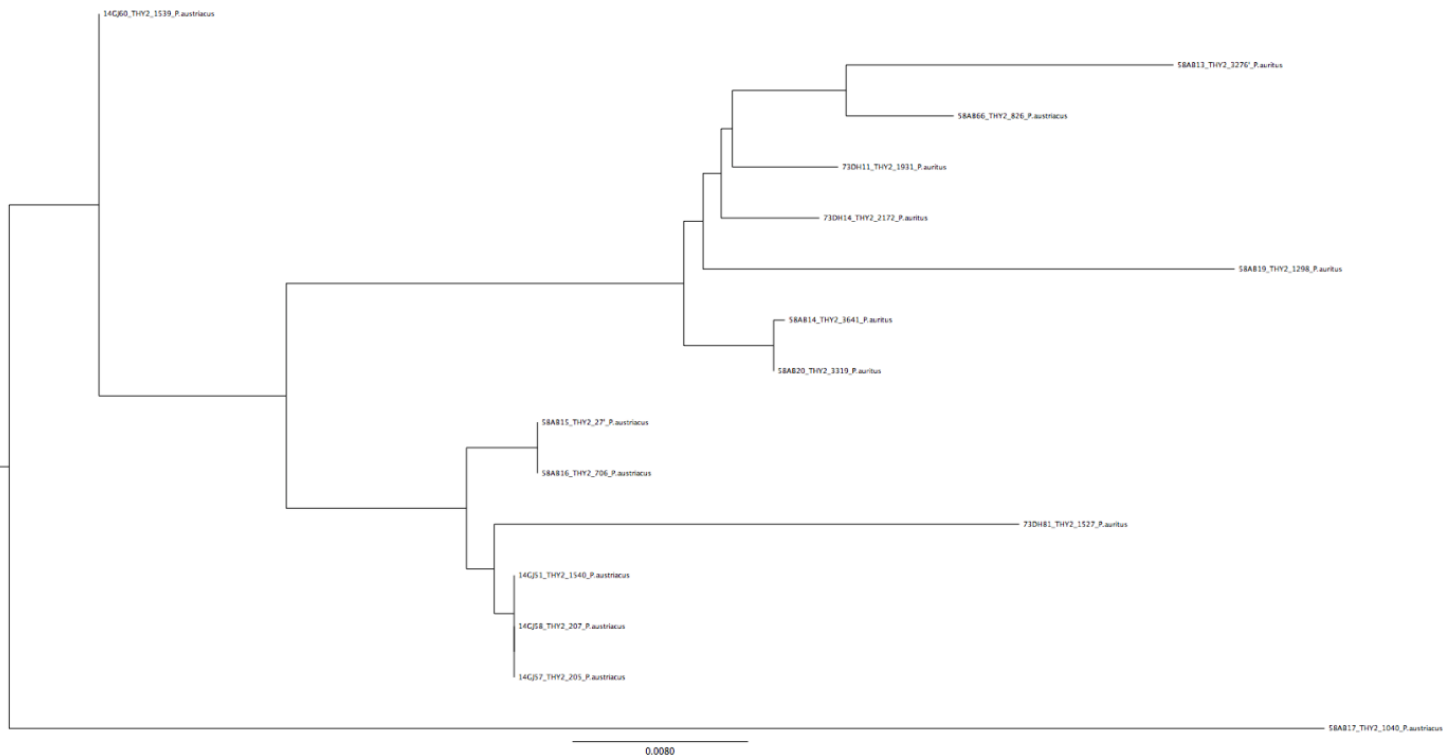 14GJ60_THY2_1539_P.austriacus
58AB13_THY2_3276'_P.auritus
58AB66_THY2_826_P.austriacus
73DH11_THY2_1931_P.auritus
73DH14_THY2_2172_P.auritus
58AB19_THY2_1298_P.auritus
58AB14_THY2_3641_P.auritus
58AB20_THY2_3319_P.auritus
58AB15_THY2_27'_P.austriacus
58AB16_THY2_706_P.austriacus
73DH81_THY2_1527_P.auritus
14GJ51_THY2_1540_P.austriacus
14GJ58_THY2_207_P.austriacus
14GJ57_THY2_205_P.austriacus
58AB17_THY2_1040_P.austriacus
0.0080